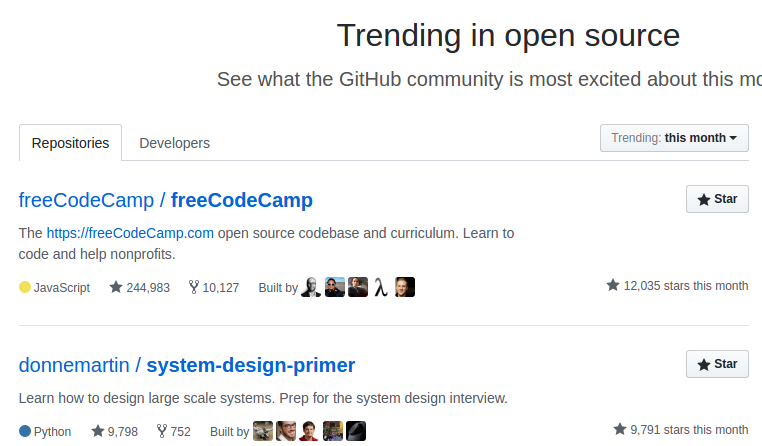 Trending in open source
See what the GitHub community is most excited about this mo
Repositories Developers Trending: this month
freeCodeCamp / freeCodeCamp Star
The https://freeCodeCamp.com open source codebase and curriculum. Learn to
code and help nonprofits.
JavaScript 244,983 10,127 Built by λ 12,035 stars this month
donnemartin / system-design-primer Star
Learn how to design large scale systems. Prep for the system design interview.
Python 9,798 752 Built by 9,791 stars this month